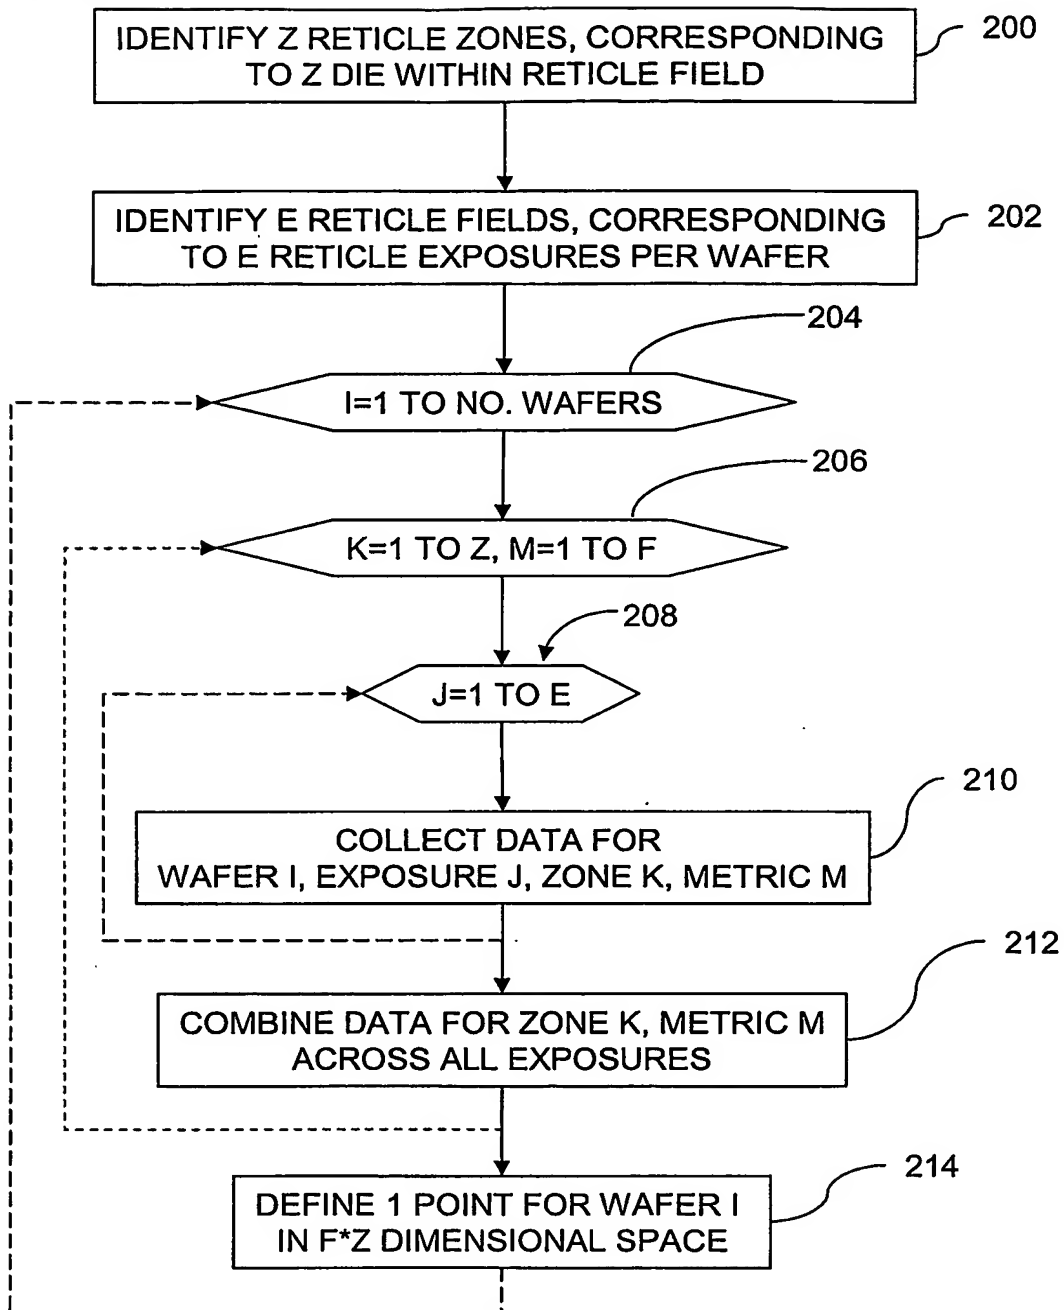 IDENTIFY Z RETICLE ZONES, CORRESPONDING
TO Z DIE WITHIN RETICLE FIELD
200
IDENTIFY E RETICLE FIELDS, CORRESPONDING
TO E RETICLE EXPOSURES PER WAFER
202
204
I=1 TO NO. WAFERS
206
K=1 TO Z, M=1 TO F
208
J=1 TO E
210
COLLECT DATA FOR
WAFER I, EXPOSURE J, ZONE K, METRIC M
212
COMBINE DATA FOR ZONE K, METRIC M
ACROSS ALL EXPOSURES
214
DEFINE 1 POINT FOR WAFER I
IN F*Z DIMENSIONAL SPACE